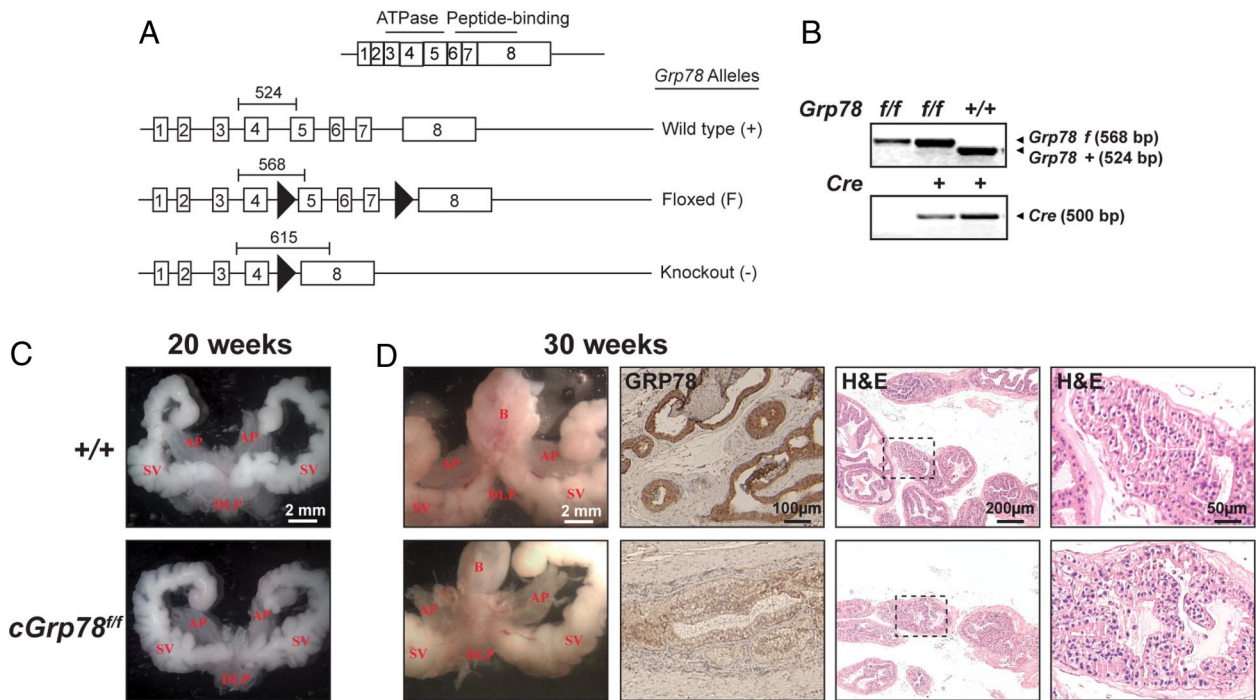 A
ATPase Peptide-binding
1 2 3 4 5 6 7 8
Grp78 Alleles
524
1 2 3 4 5 6 7 8 Wild type (+)
568
1 2 3 4 5 6 7 8 Floxed (F)
615
1 2 3 4 8 Knockout (-)
B
Grp78 f/f f/f +/+
Grp78 f (568 bp)
Grp78 + (524 bp)
Cre + +
Cre (500 bp)
C
20 weeks
+/+
AP AP
SV SV
DLP
2 mm
cGrp78f/f
AP AP
SV SV
DLP
D
30 weeks
B
AP AP
SV DLP SV
2 mm
GRP78
100µm
H&E
200µm
H&E
50µm
B
AP AP
SV SV
DLP